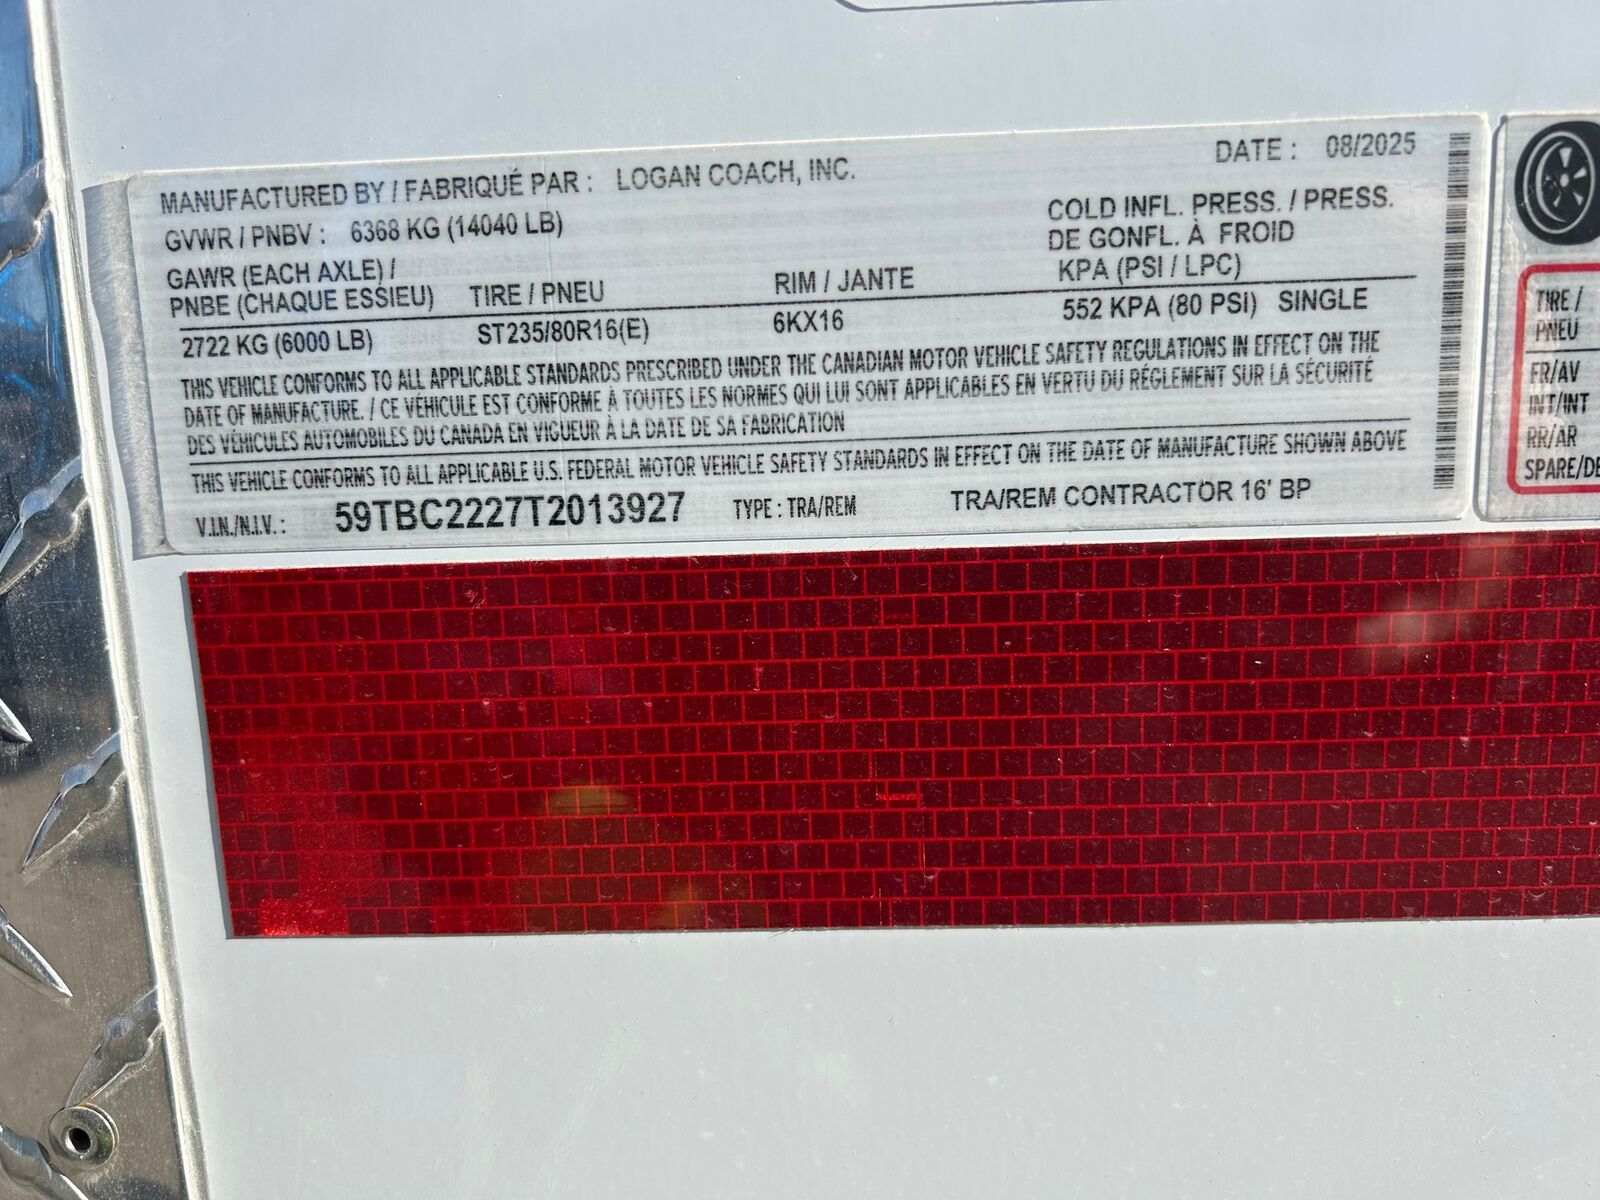 MANUFACTURED BY / FABRIQUÉ PAR : LOGAN COACH, INC. DATE : 08/2025
GVWR / PNBV : 6368 KG (14040 LB)
COLD INFL. PRESS. / PRESS.
DE GONFL. À FROID
KPA (PSI / LPC)
GAWR (EACH AXLE) /
PNBE (CHAQUE ESSIEU) TIRE / PNEU RIM / JANTE
2722 KG (6000 LB) ST235/80R16(E) 6KX16 552 KPA (80 PSI) SINGLE
THIS VEHICLE CONFORMS TO ALL APPLICABLE STANDARDS PRESCRIBED UNDER THE CANADIAN MOTOR VEHICLE SAFETY REGULATIONS IN EFFECT ON THE
DATE OF MANUFACTURE. / CE VÉHICULE EST CONFORME À TOUTES LES NORMES QUI LUI SONT APPLICABLES EN VERTU DU RÉGLEMENT SUR LA SÉCURITÉ
DES VÉHICULES AUTOMOBILES DU CANADA EN VIGUEUR À LA DATE DE SA FABRICATION
THIS VEHICLE CONFORMS TO ALL APPLICABLE U.S. FEDERAL MOTOR VEHICLE SAFETY STANDARDS IN EFFECT ON THE DATE OF MANUFACTURE SHOWN ABOVE
V.I.N./N.I.V. : 59TBC2227T2013927 TYPE : TRA/REM TRA/REM CONTRACTOR 16' BP
TIRE /
PNEU
FR/AV
INT/INT
RR/AR
SPARE/DE